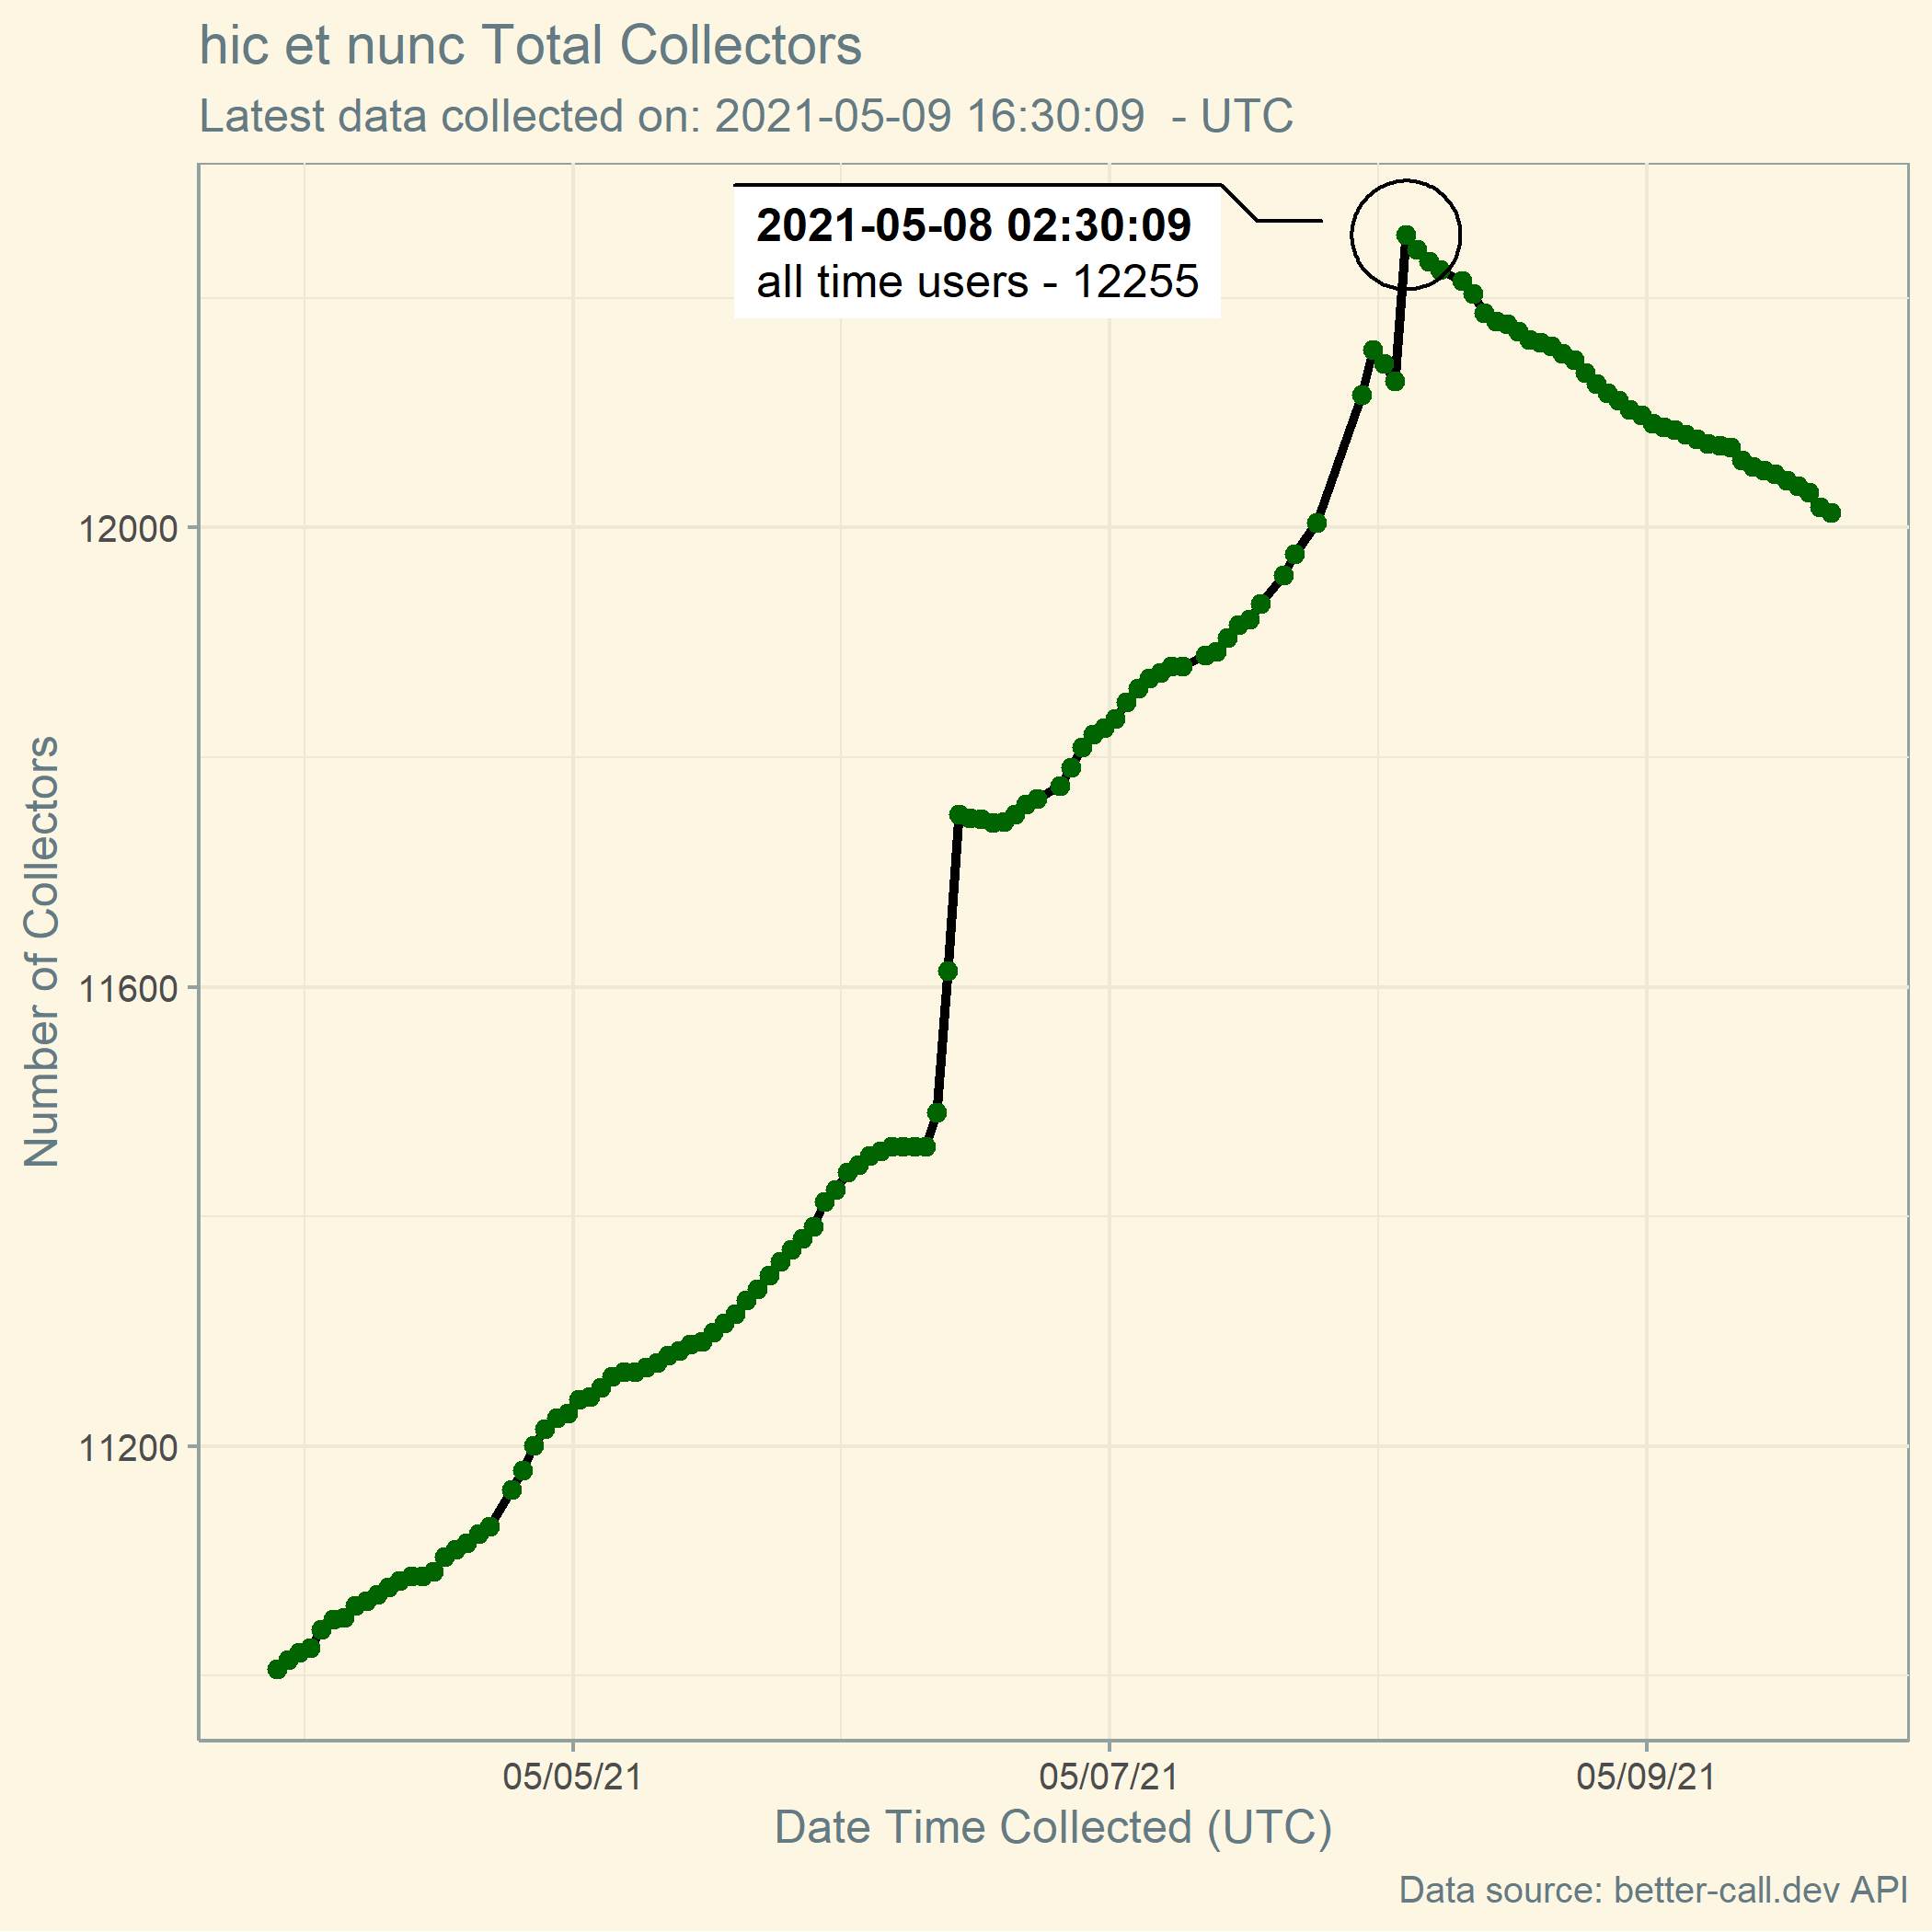 hic et nunc Total Collectors
Latest data collected on: 2021-05-09 16:30:09  - UTC
2021-05-08 02:30:09
all time users - 12255
Number of Collectors
12000
11600
11200
05/05/21
05/07/21
05/09/21
Date Time Collected (UTC)
Data source: better-call.dev API